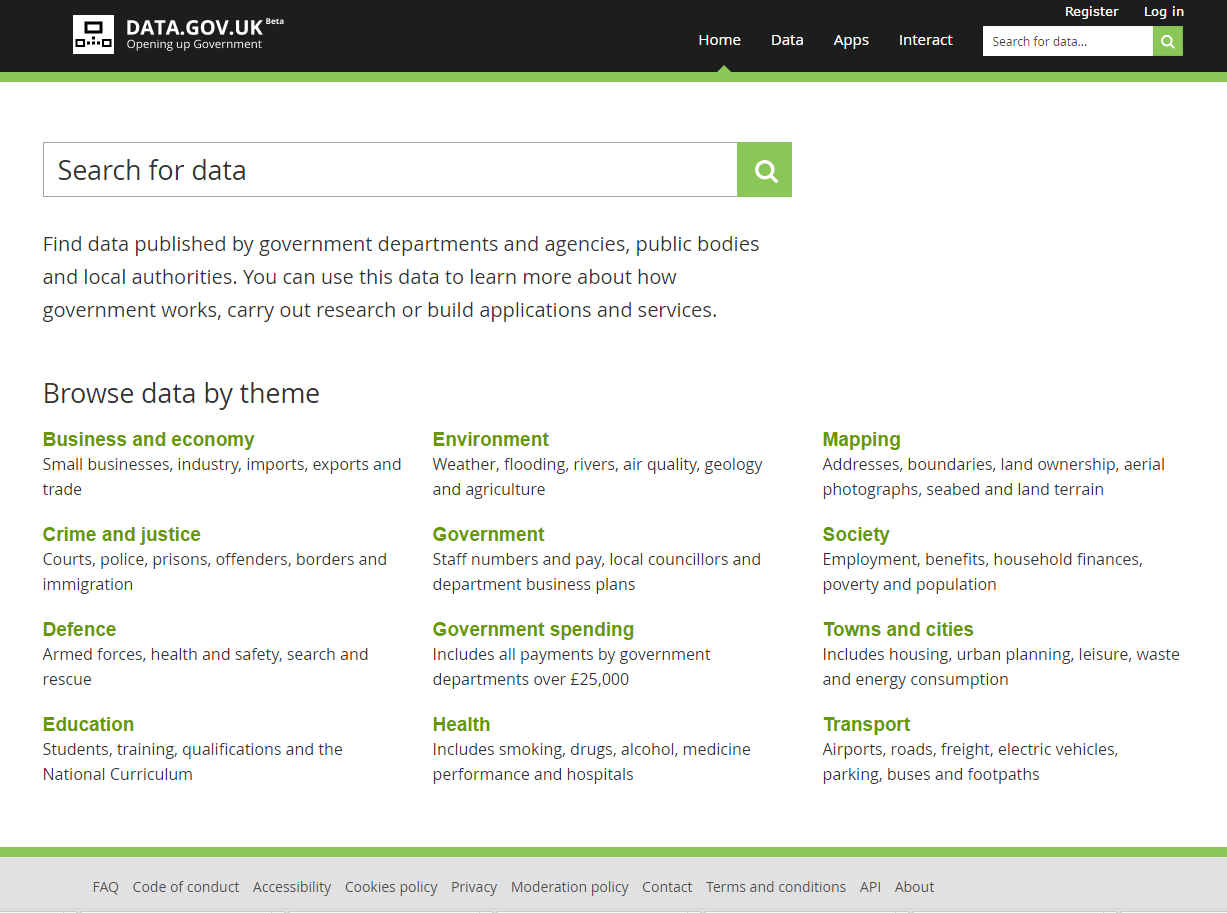 Register Log in
DATA.GOV.UK Beta
Opening up Government
Home Data Apps Interact Search for data...
Search for data
Find data published by government departments and agencies, public bodies
and local authorities. You can use this data to learn more about how
government works, carry out research or build applications and services.
Browse data by theme
Business and economy
Small businesses, industry, imports, exports and
trade
Crime and justice
Courts, police, prisons, offenders, borders and
immigration
Defence
Armed forces, health and safety, search and
rescue
Education
Students, training, qualifications and the
National Curriculum
Environment
Weather, flooding, rivers, air quality, geology
and agriculture
Government
Staff numbers and pay, local councillors and
department business plans
Government spending
Includes all payments by government
departments over £25,000
Health
Includes smoking, drugs, alcohol, medicine
performance and hospitals
Mapping
Addresses, boundaries, land ownership, aerial
photographs, seabed and land terrain
Society
Employment, benefits, household finances,
poverty and population
Towns and cities
Includes housing, urban planning, leisure, waste
and energy consumption
Transport
Airports, roads, freight, electric vehicles,
parking, buses and footpaths
FAQ Code of conduct Accessibility Cookies policy Privacy Moderation policy Contact Terms and conditions API About